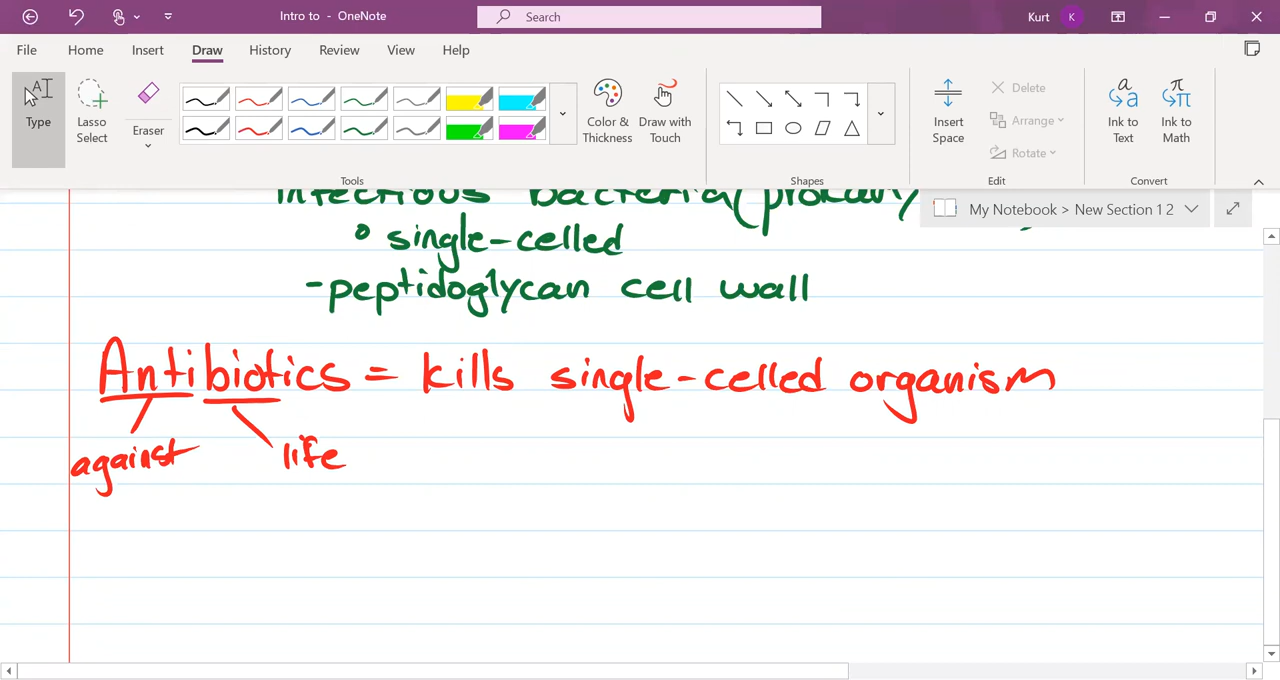 Intro to - OneNote
Search
Kurt K
File Home Insert Draw History Review View Help
Type
Lasso Select
Eraser
Color & Thickness
Draw with Touch
Insert Space
Delete
Arrange
Rotate
Ink to Text
Ink to Math
Tools Shapes Edit Convert
My Notebook > New Section 1 2
infectious bacteria
single-celled
-peptidoglycan cell wall
Antibiotics = kills single-celled organism
against life